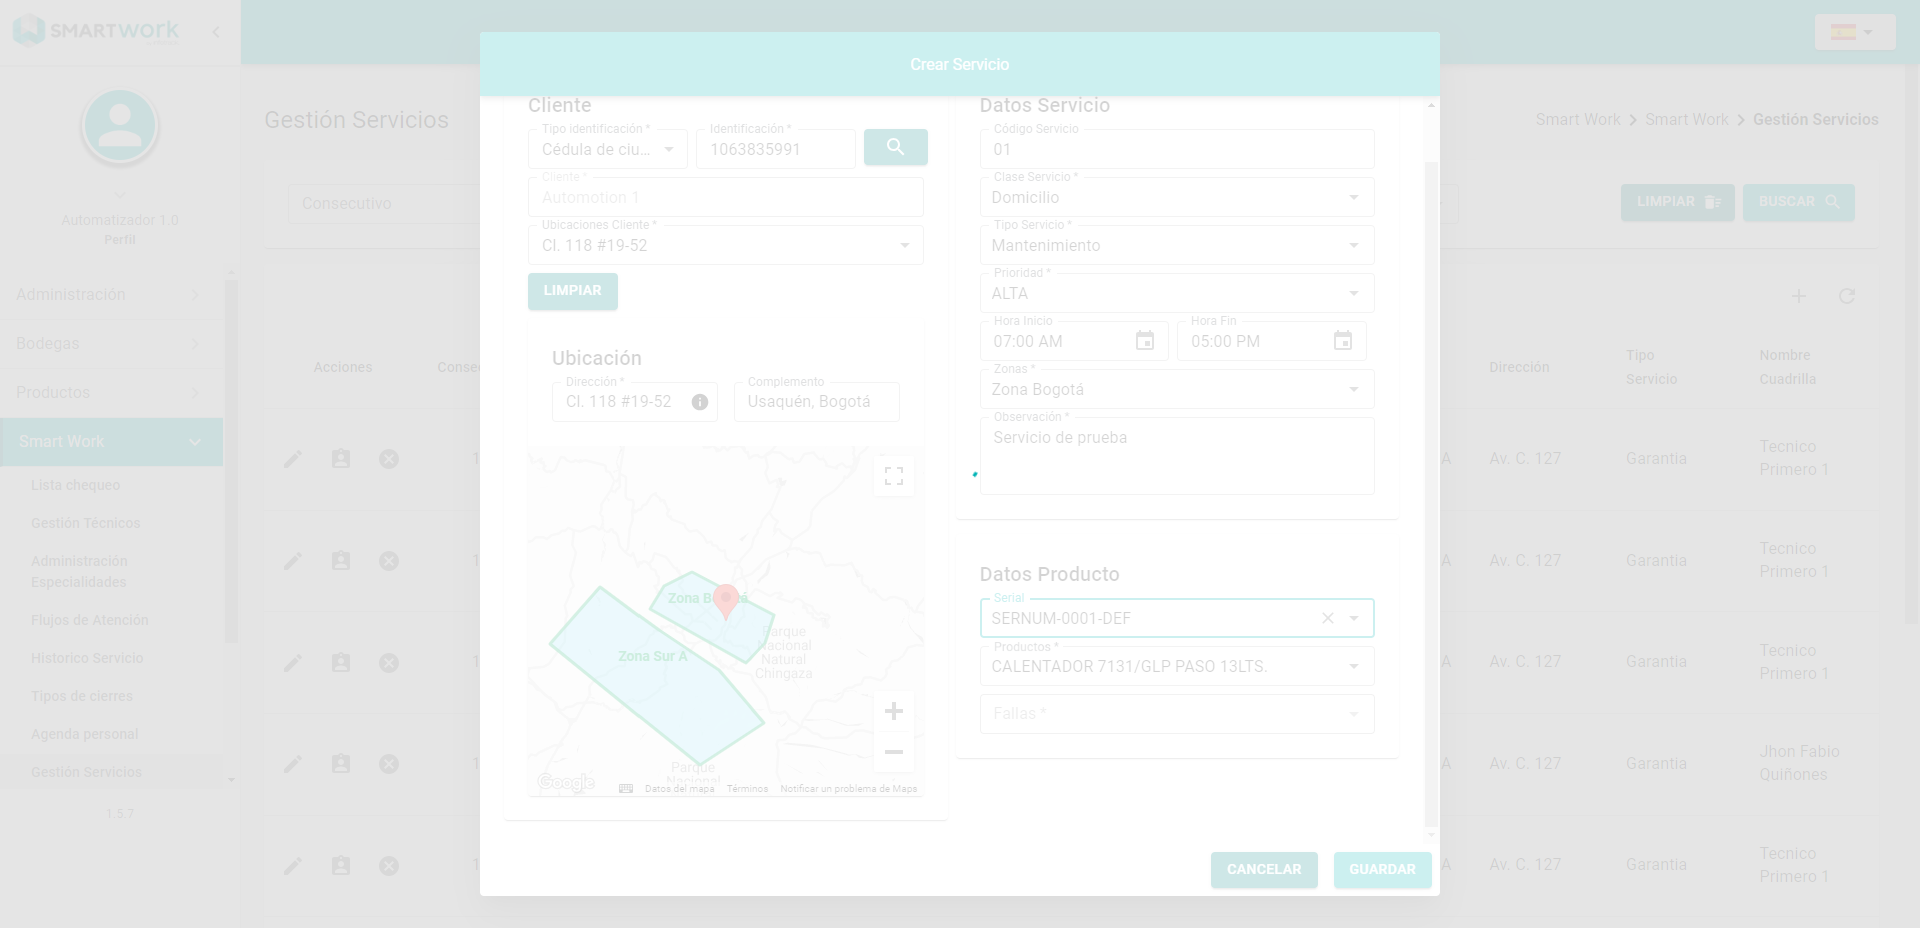 SMARTwork
Gestión Servicios
Smart Work
Smart Work
Gestión Servicios
Automatizador 1.0
Perfil
Administración
Bodegas
Productos
Smart Work
Lista chequeo
Gestión Técnicos
Administración
Especialidades
Flujos de Atención
Historico Servicio
Tipos de cierres
Agenda personal
Gestión Servicios
1.5.7
Consecutivo
LIMPIAR
BUSCAR
Acciones
Dirección
Tipo
Servicio
Nombre
Cuadrilla
Av. C. 127
Garantia
Tecnico
Primero 1
Av. C. 127
Garantia
Tecnico
Primero 1
Av. C. 127
Garantia
Tecnico
Primero 1
Av. C. 127
Garantia
Jhon Fabio
Quiñones
Av. C. 127
Garantia
Tecnico
Primero 1
Crear Servicio
Cliente
Tipo identificación *
Cédula de ciu...
Identificación *
1063835991
Cliente *
Automotion 1
Ubicaciones Cliente *
Cl. 118 #19-52
LIMPIAR
Ubicación
Dirección *
Cl. 118 #19-52
Complemento
Usaquén, Bogotá
Zona Sur A
Parque
Nacional
Natural
Chingaza
Parque
Nacional
Google
Datos del mapa
Términos
Notificar un problema de Maps
Datos Servicio
Código Servicio
01
Clase Servicio *
Domicilio
Tipo Servicio *
Mantenimiento
Prioridad *
ALTA
Hora Inicio
07:00 AM
Hora Fin
05:00 PM
Zonas *
Zona Bogotá
Observación *
Servicio de prueba
Datos Producto
Serial
SERNUM-0001-DEF
Productos *
CALENTADOR 7131/GLP PASO 13LTS.
Fallas *
CANCELAR
GUARDAR